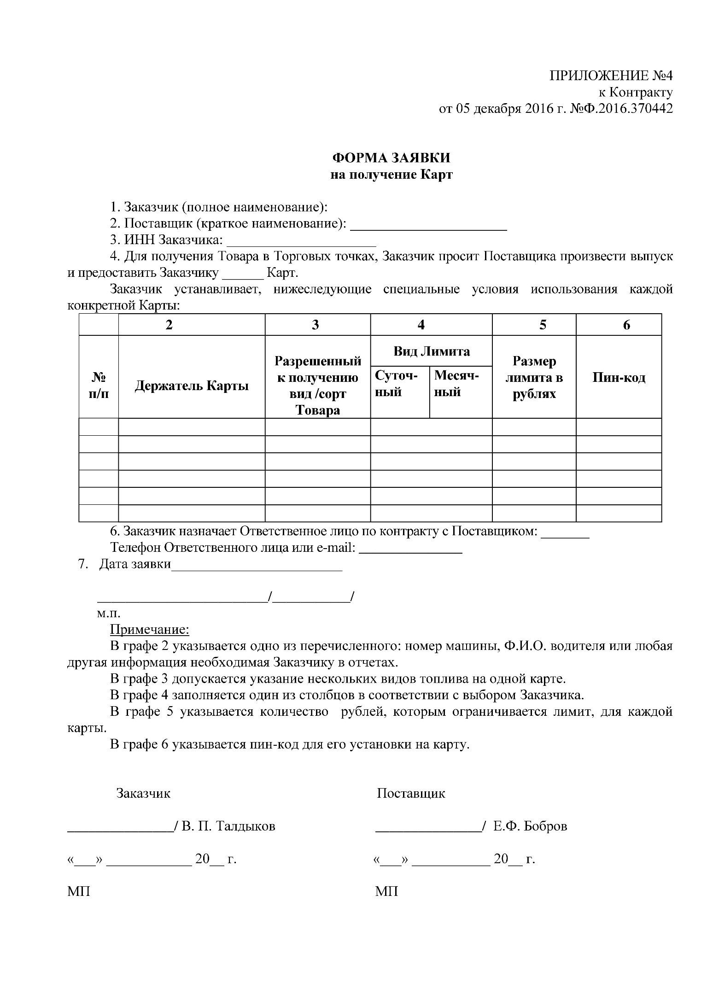 ПРИЛОЖЕНИЕ №4
к Контракту
от 05 декабря 2016 г. №Ф.2016.370442
ФОРМА ЗАЯВКИ
на получение Карт
1. Заказчик (полное наименование):
2. Поставщик (краткое наименование): ______________________
3. ИНН Заказчика: _____________________
4. Для получения Товара в Торговых точках, Заказчик просит Поставщика произвести выпуск
и предоставить Заказчику ______ Карт.
Заказчик устанавливает, нижеследующие специальные условия использования каждой
конкретной Карты:
2 3 4 5 6
№ п/п
Держатель Карты
Разрешенный
к получению
вид /сорт
Товара
Вид Лимита
Суточ-
ный
Месяч-
ный
Размер
лимита в
рублях
Пин-код
6. Заказчик назначает Ответственное лицо по контракту с Поставщиком: _______
Телефон Ответственного лица или e-mail: _______________
7. Дата заявки________________________
________________________/___________/
м.п.
Примечание:
В графе 2 указывается одно из перечисленного: номер машины, Ф.И.О. водителя или любая
другая информация необходимая Заказчику в отчетах.
В графе 3 допускается указание нескольких видов топлива на одной карте.
В графе 4 заполняется один из столбцов в соответствии с выбором Заказчика.
В графе 5 указывается количество рублей, которым ограничивается лимит, для каждой
карты.
В графе 6 указывается пин-код для его установки на карту.
Заказчик Поставщик
_______________/ В. П. Талдыков _______________/ Е.Ф. Бобров
«___» ____________ 20__ г. «___» ___________ 20__ г.
МП МП